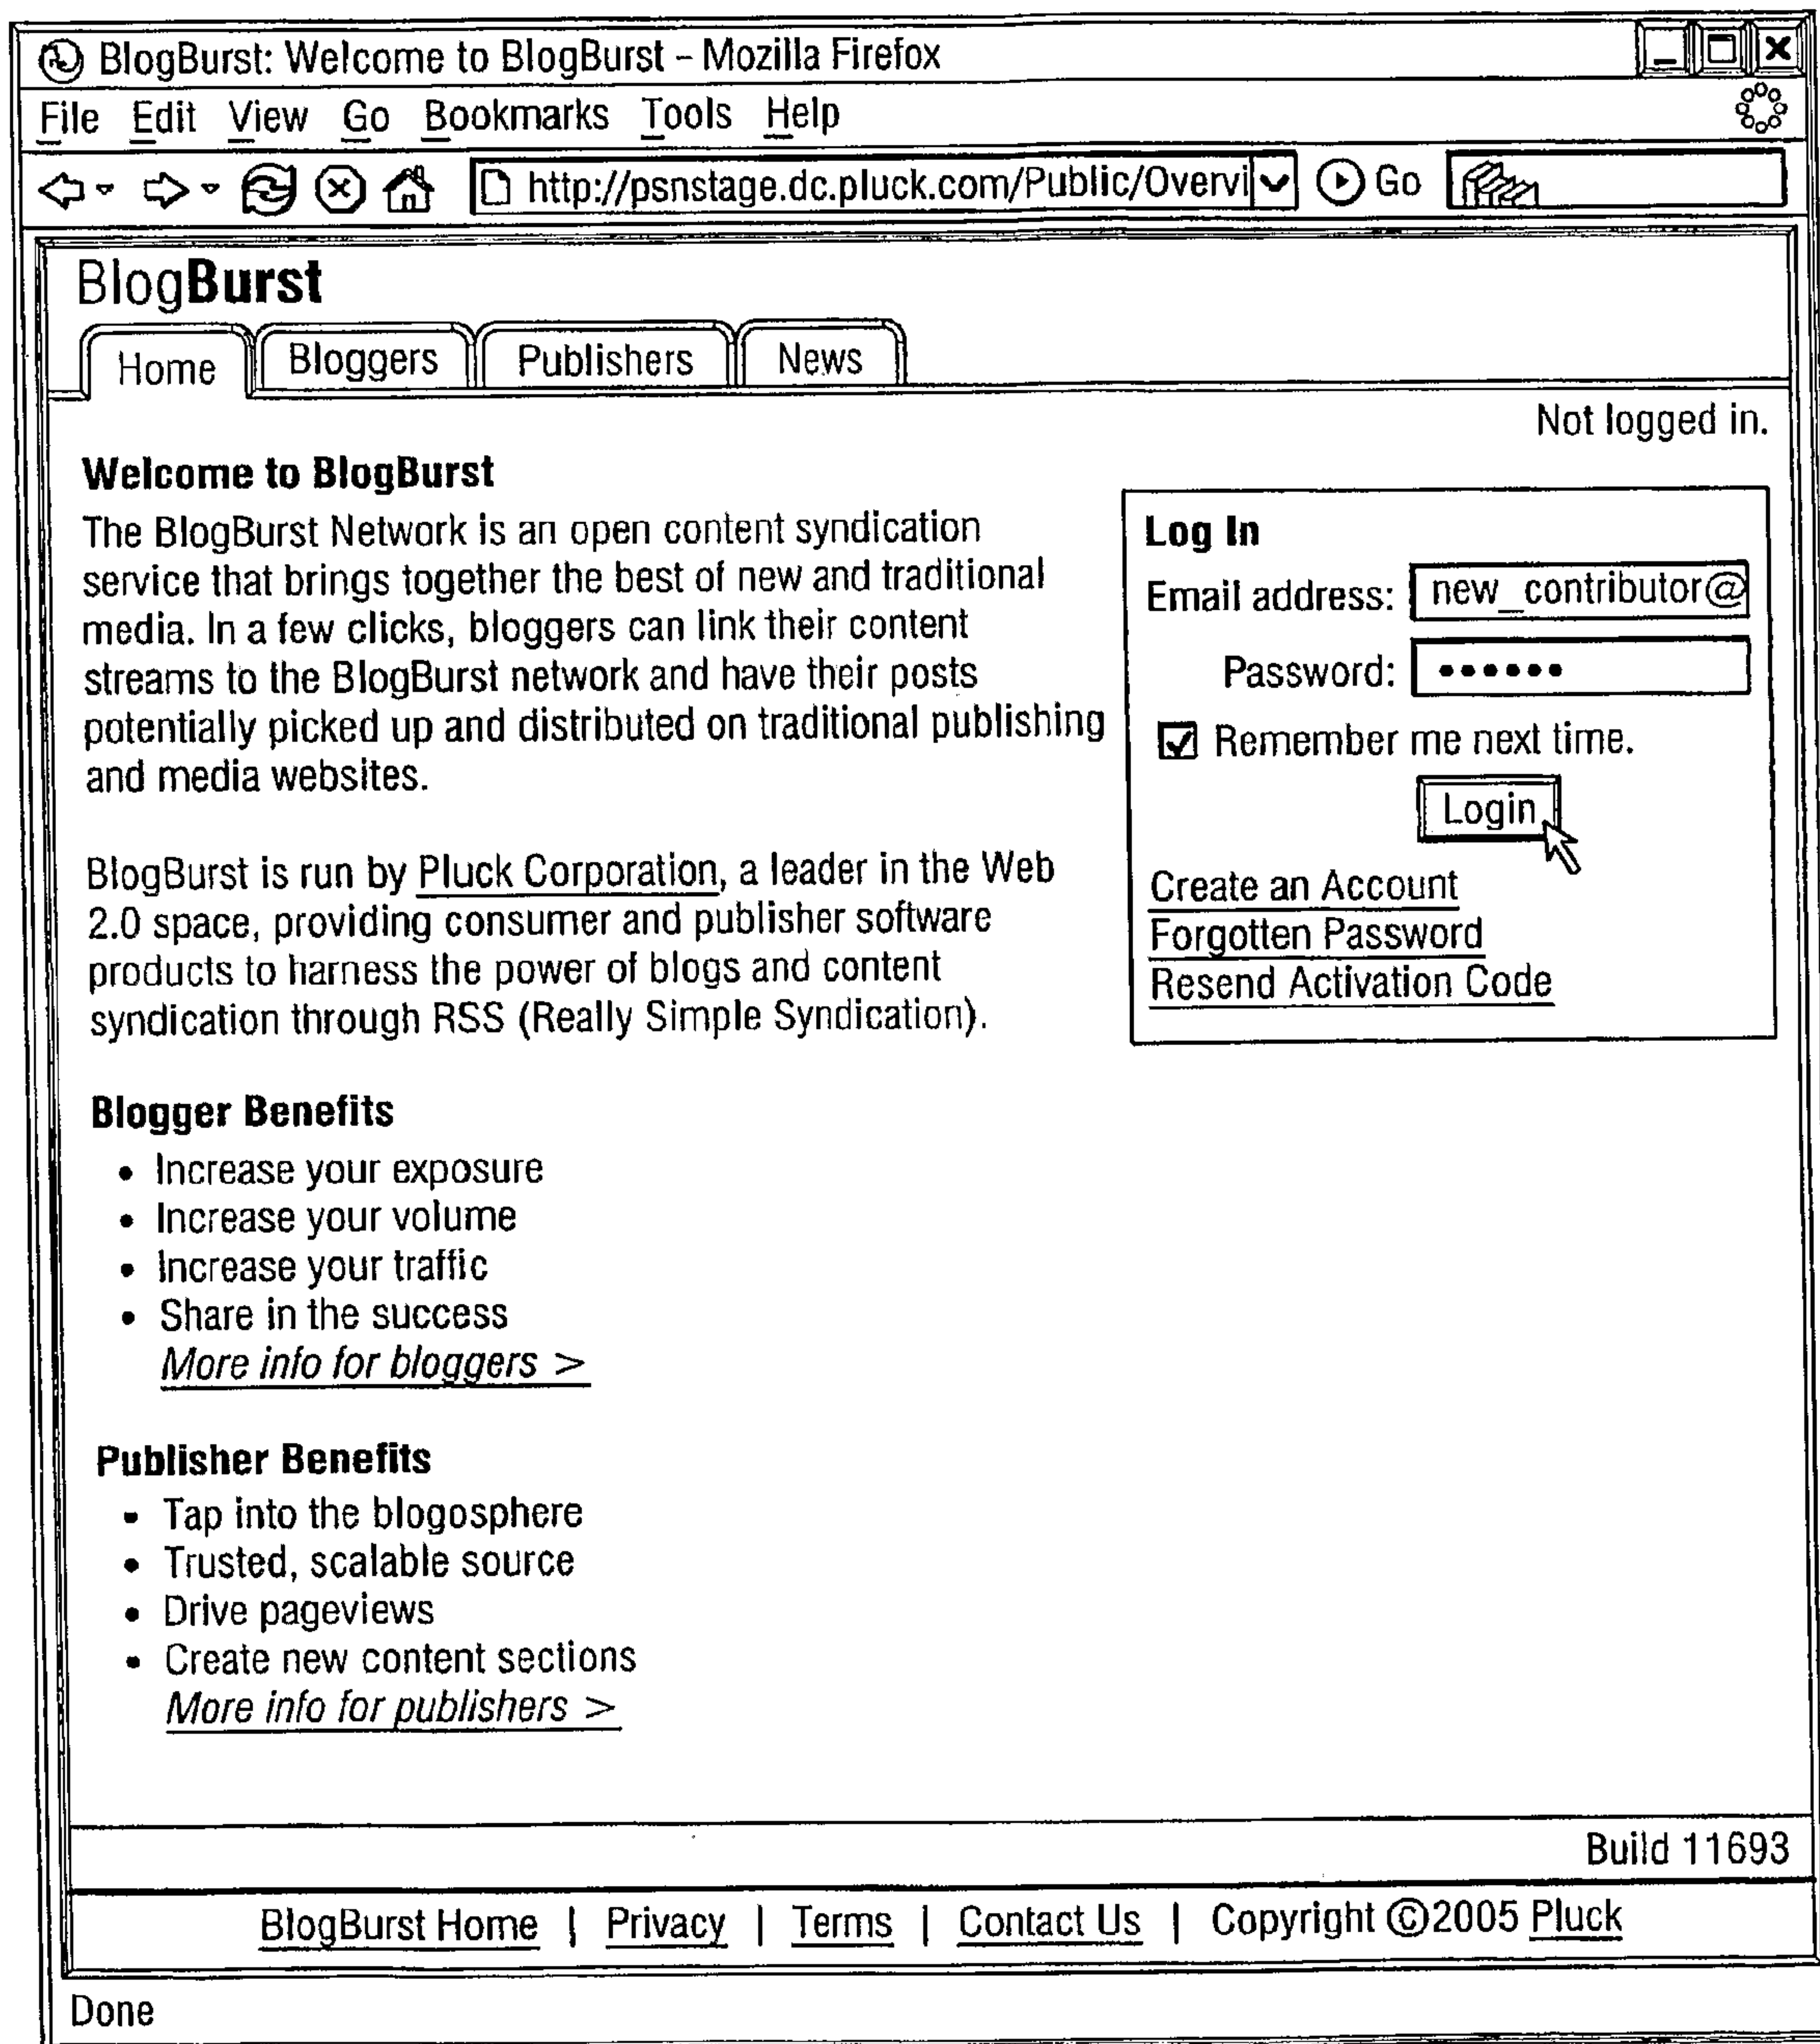 BlogBurst: Welcome to BlogBurst – Mozilla Firefox
File Edit View Go Bookmarks Tools Help
http://psnstage.dc.pluck.com/Public/Overvi Go
BlogBurst
Home Bloggers Publishers News
Not logged in.
Welcome to BlogBurst
The BlogBurst Network is an open content syndication
service that brings together the best of new and traditional
media. In a few clicks, bloggers can link their content
streams to the BlogBurst network and have their posts
potentially picked up and distributed on traditional publishing
and media websites.
BlogBurst is run by Pluck Corporation, a leader in the Web
2.0 space, providing consumer and publisher software
products to harness the power of blogs and content
syndication through RSS (Really Simple Syndication).
Log In
Email address: new_contributor@
Password: ••••••
Remember me next time.
Login
Create an Account
Forgotten Password
Resend Activation Code
Blogger Benefits
• Increase your exposure
• Increase your volume
• Increase your traffic
• Share in the success
More info for bloggers >
Publisher Benefits
• Tap into the blogosphere
• Trusted, scalable source
• Drive pageviews
• Create new content sections
More info for publishers >
Build 11693
BlogBurst Home | Privacy | Terms | Contact Us | Copyright ©2005 Pluck
Done